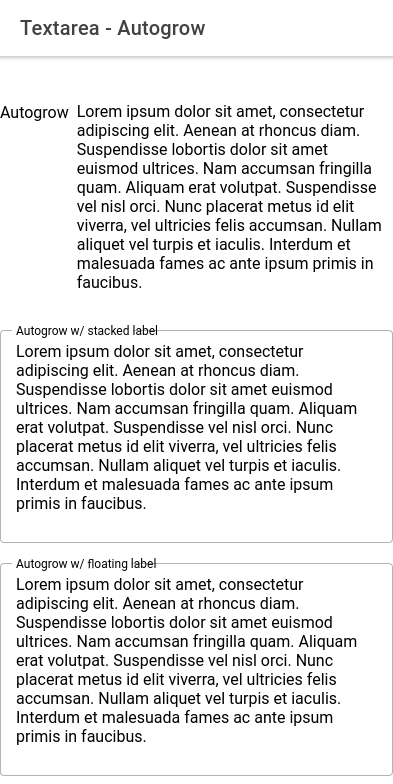 Textarea - Autogrow
Autogrow Lorem ipsum dolor sit amet, consectetur
adipiscing elit. Aenean at rhoncus diam.
Suspendisse lobortis dolor sit amet
euismod ultrices. Nam accumsan fringilla
quam. Aliquam erat volutpat. Suspendisse
vel nisl orci. Nunc placerat metus id elit
viverra, vel ultricies felis accumsan. Nullam
aliquet vel turpis et iaculis. Interdum et
malesuada fames ac ante ipsum primis in
faucibus.
Autogrow w/ stacked label
Lorem ipsum dolor sit amet, consectetur
adipiscing elit. Aenean at rhoncus diam.
Suspendisse lobortis dolor sit amet euismod
ultrices. Nam accumsan fringilla quam. Aliquam
erat volutpat. Suspendisse vel nisl orci. Nunc
placerat metus id elit viverra, vel ultricies felis
accumsan. Nullam aliquet vel turpis et iaculis.
Interdum et malesuada fames ac ante ipsum
primis in faucibus.
Autogrow w/ floating label
Lorem ipsum dolor sit amet, consectetur
adipiscing elit. Aenean at rhoncus diam.
Suspendisse lobortis dolor sit amet euismod
ultrices. Nam accumsan fringilla quam. Aliquam
erat volutpat. Suspendisse vel nisl orci. Nunc
placerat metus id elit viverra, vel ultricies felis
accumsan. Nullam aliquet vel turpis et iaculis.
Interdum et malesuada fames ac ante ipsum
primis in faucibus.